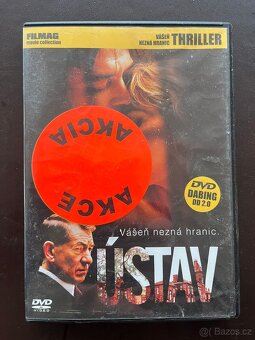 FILMAG
movie collection
VÁŠEŇ
NEZNÁ HRANIC
THRILLER
AKCIA
AKCE
DVD
DABING
DD 2.0
Vášeň nezná hranic.
ÚSTAV
DVD
VIDEO
Bazoš.cz